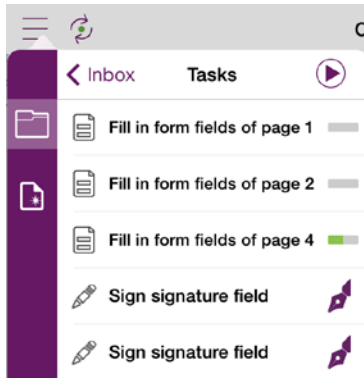 Inbox Tasks
Fill in form fields of page 1
Fill in form fields of page 2
Fill in form fields of page 4
Sign signature field
Sign signature field